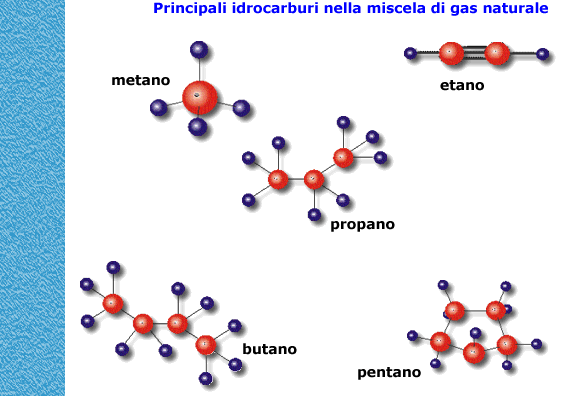 Principali idrocarburi nella miscela di gas naturale
metano
etano
propano
butano
pentano